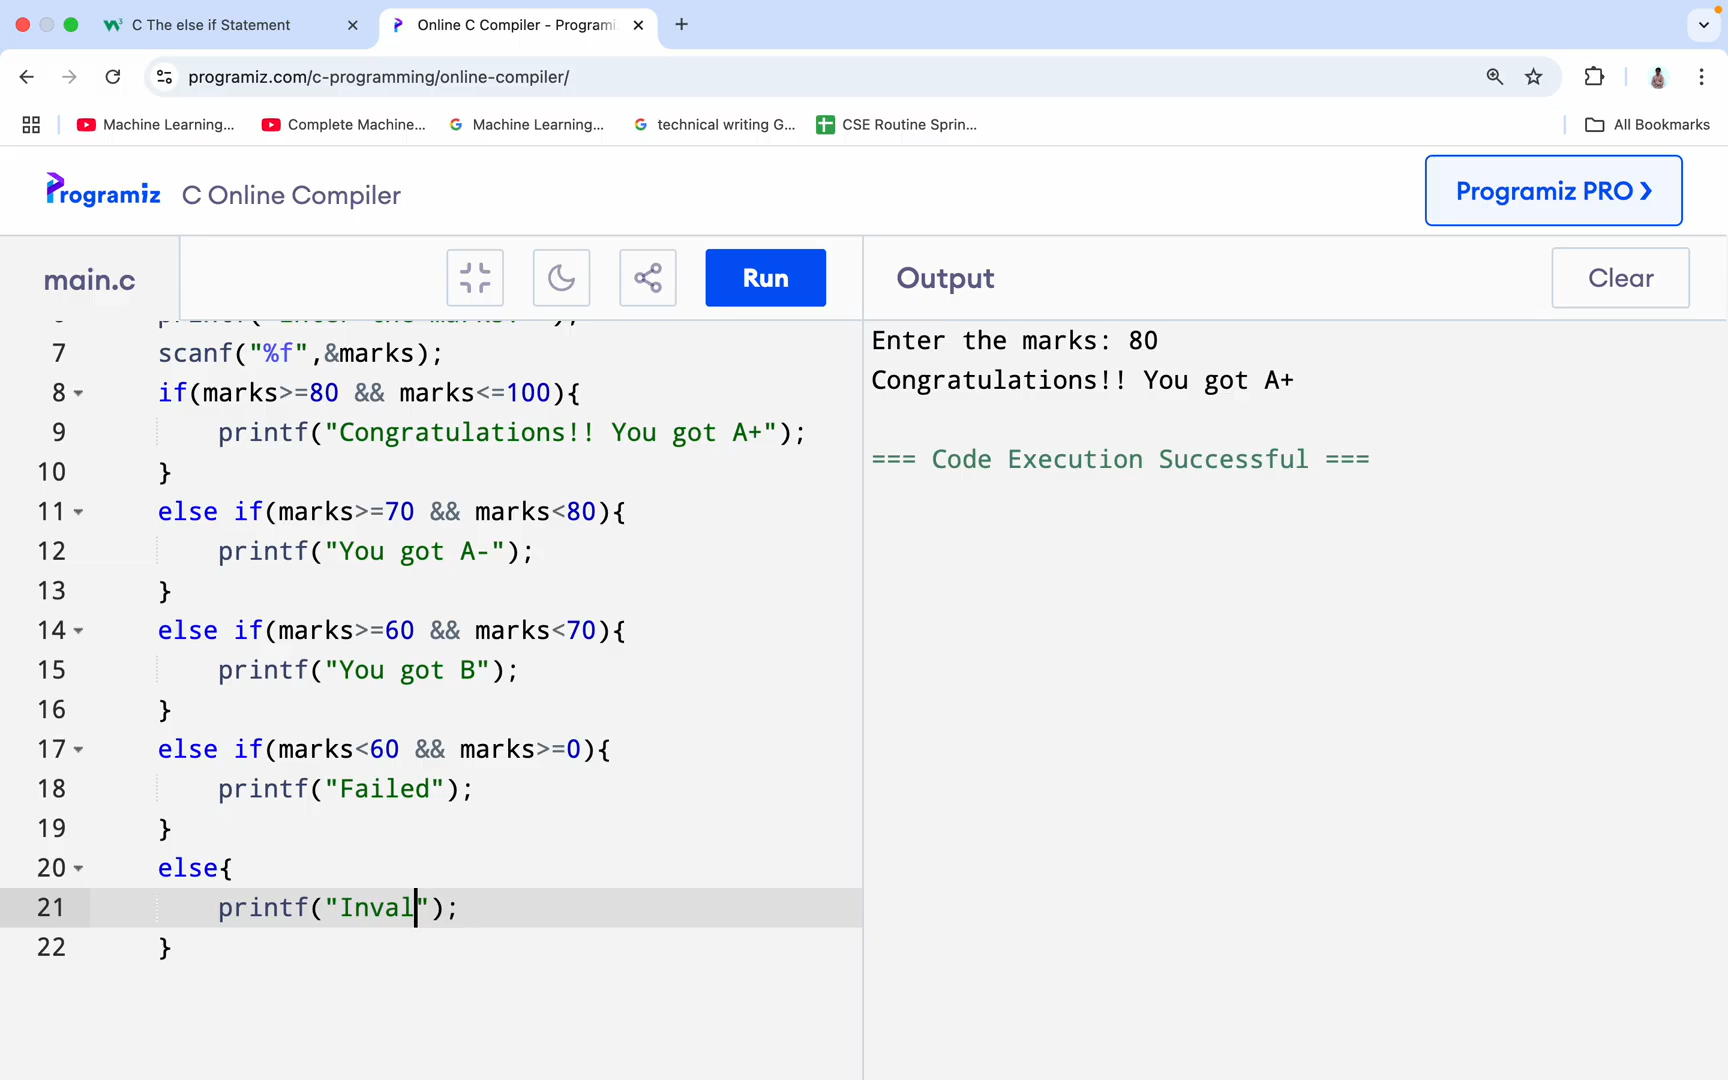 C The else if Statement
Online C Compiler - Programi
programiz.com/c-programming/online-compiler/
Machine Learning...
Complete Machine...
Machine Learning...
technical writing G...
CSE Routine Sprin...
All Bookmarks
Programiz
C Online Compiler
Programiz PRO ❯
main.c
Run
Output
Clear
7 scanf("%f",&marks);
8 if(marks>=80 && marks<=100){
9 printf("Congratulations!! You got A+");
10 }
11 else if(marks>=70 && marks<80){
12 printf("You got A-");
13 }
14 else if(marks>=60 && marks<70){
15 printf("You got B");
16 }
17 else if(marks<60 && marks>=0){
18 printf("Failed");
19 }
20 else{
21 printf("Inval");
22 }
Enter the marks: 80
Congratulations!! You got A+
=== Code Execution Successful ===